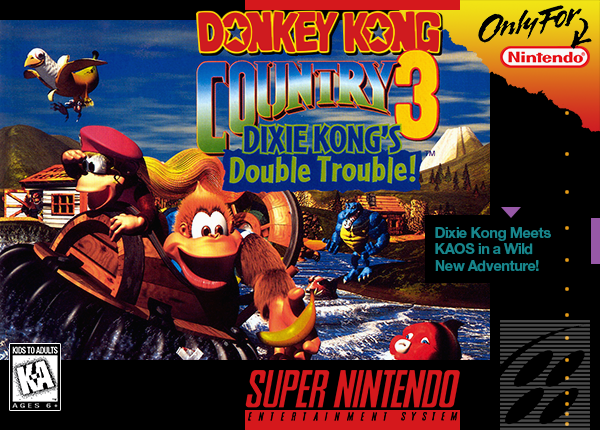 DONKEY KONG
COUNTRY 3
DIXIE KONG'S
Double Trouble!
TM
Only For
Nintendo
Dixie Kong Meets
KAOS in a Wild
New Adventure!
KIDS TO ADULTS
K-A
AGES 6+
SUPER NINTENDO
ENTERTAINMENT SYSTEM